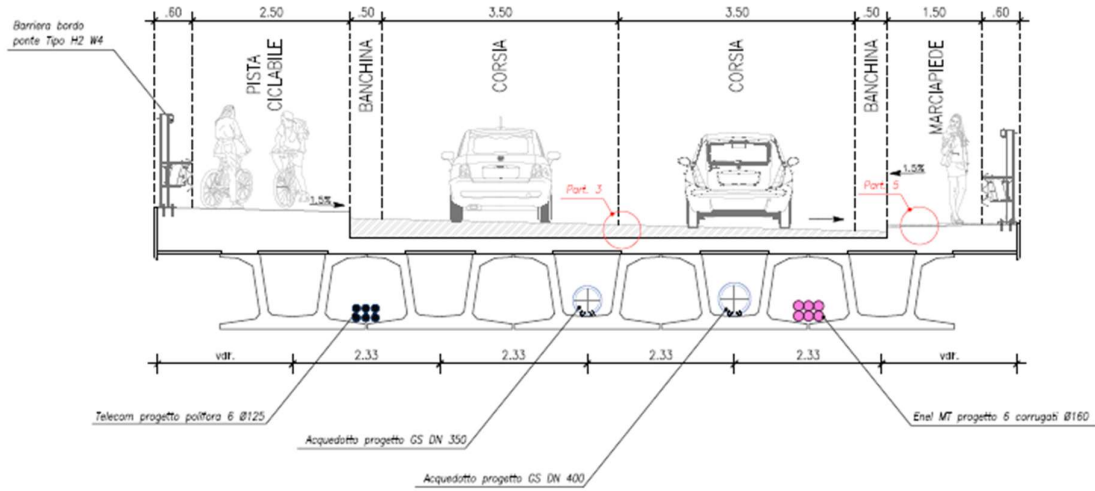 .60 2.50 .50 3.50 3.50 .50 1.50 .60
Barriera bordo
ponte Tipo H2 W4
PISTA
CICLABILE
BANCHINA
CORSIA
CORSIA
BANCHINA
MARCIAPIEDE
1.5%
Part. 3
1.5%
Part. 5
var. 2.33 2.33 2.33 2.33 var.
Telecom progetto polifora 6 Ø125
Acquedotto progetto GS DN 350
Acquedotto progetto GS DN 400
Enel MT progetto 6 corrugati Ø160